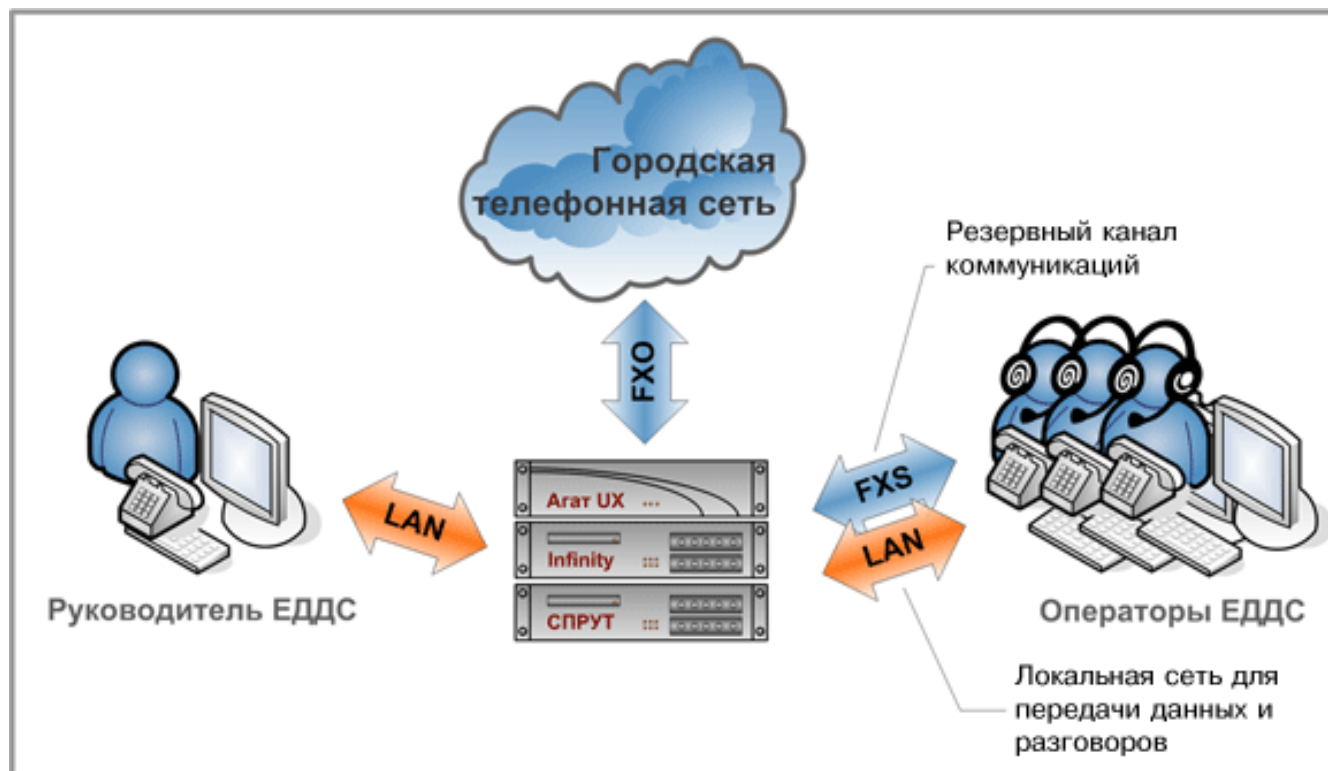 Городская
телефонная сеть
Резервный канал
коммуникаций
FXO
FXS
LAN
LAN
Агат UX
Infinity
СПРУТ
Руководитель ЕДДС
Операторы ЕДДС
Локальная сеть для
передачи данных и
разговоров